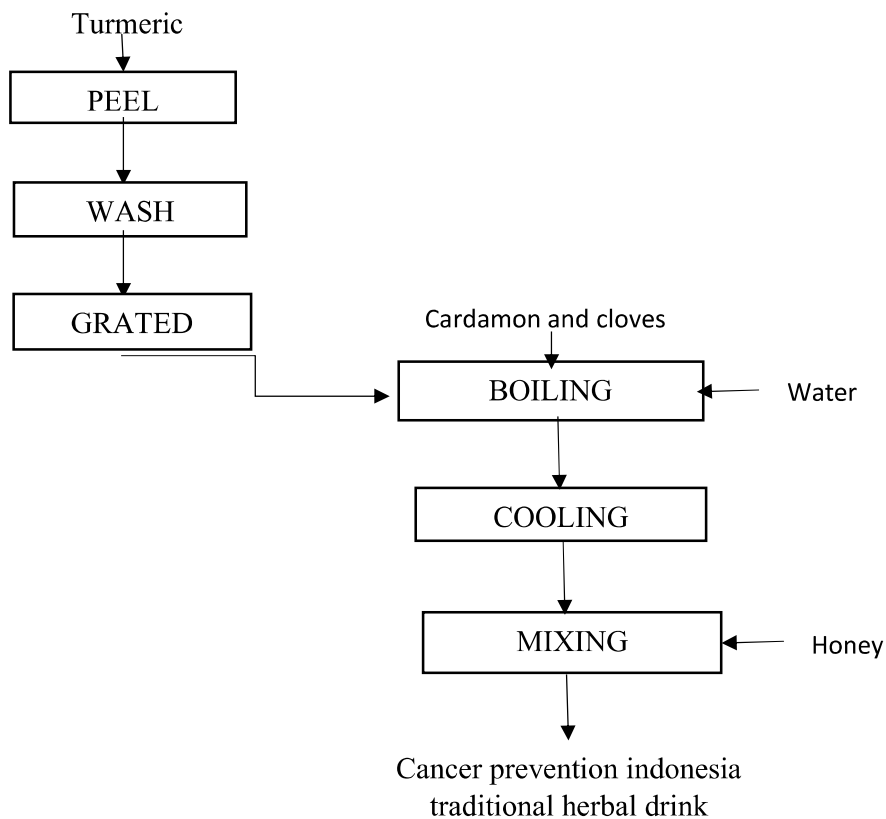 Turmeric
PEEL
WASH
GRATED
Cardamon and cloves
BOILING
Water
COOLING
MIXING
Honey
Cancer prevention indonesia
traditional herbal drink